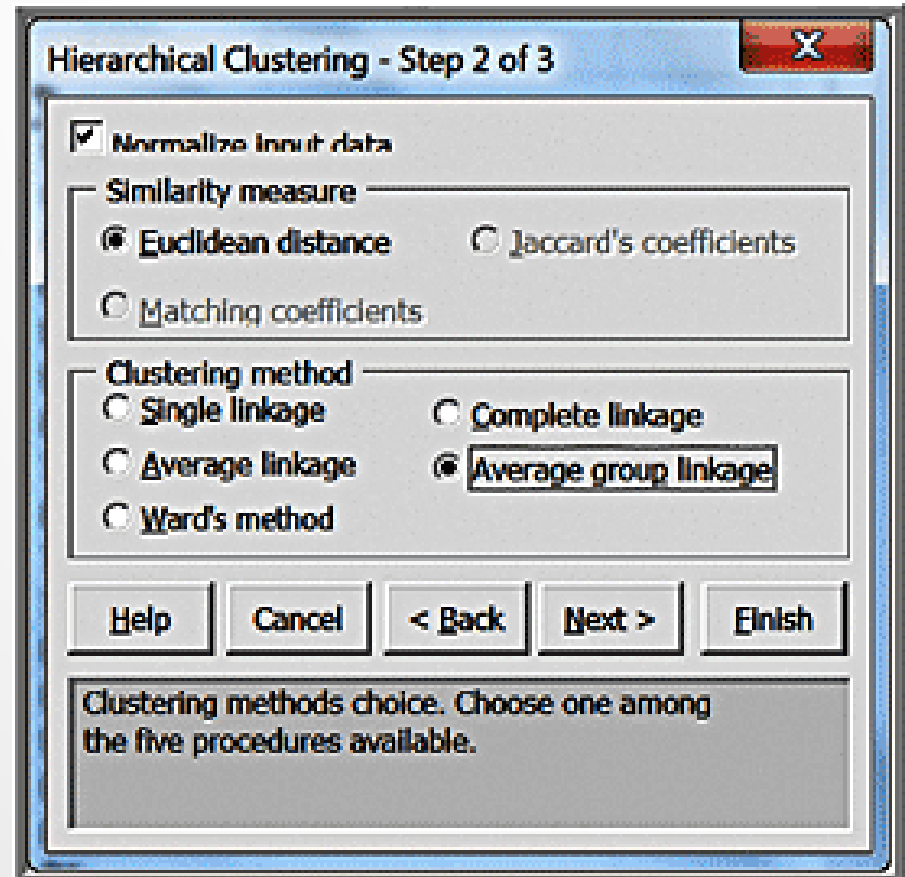 Hierarchical Clustering - Step 2 of 3
X
Normalize input data
Similarity measure
Euclidean distance Jaccard's coefficients
Matching coefficients
Clustering method
Single linkage Complete linkage
Average linkage Average group linkage
Ward's method
Help Cancel < Back Next > Finish
Clustering methods choice. Choose one among
the five procedures available.